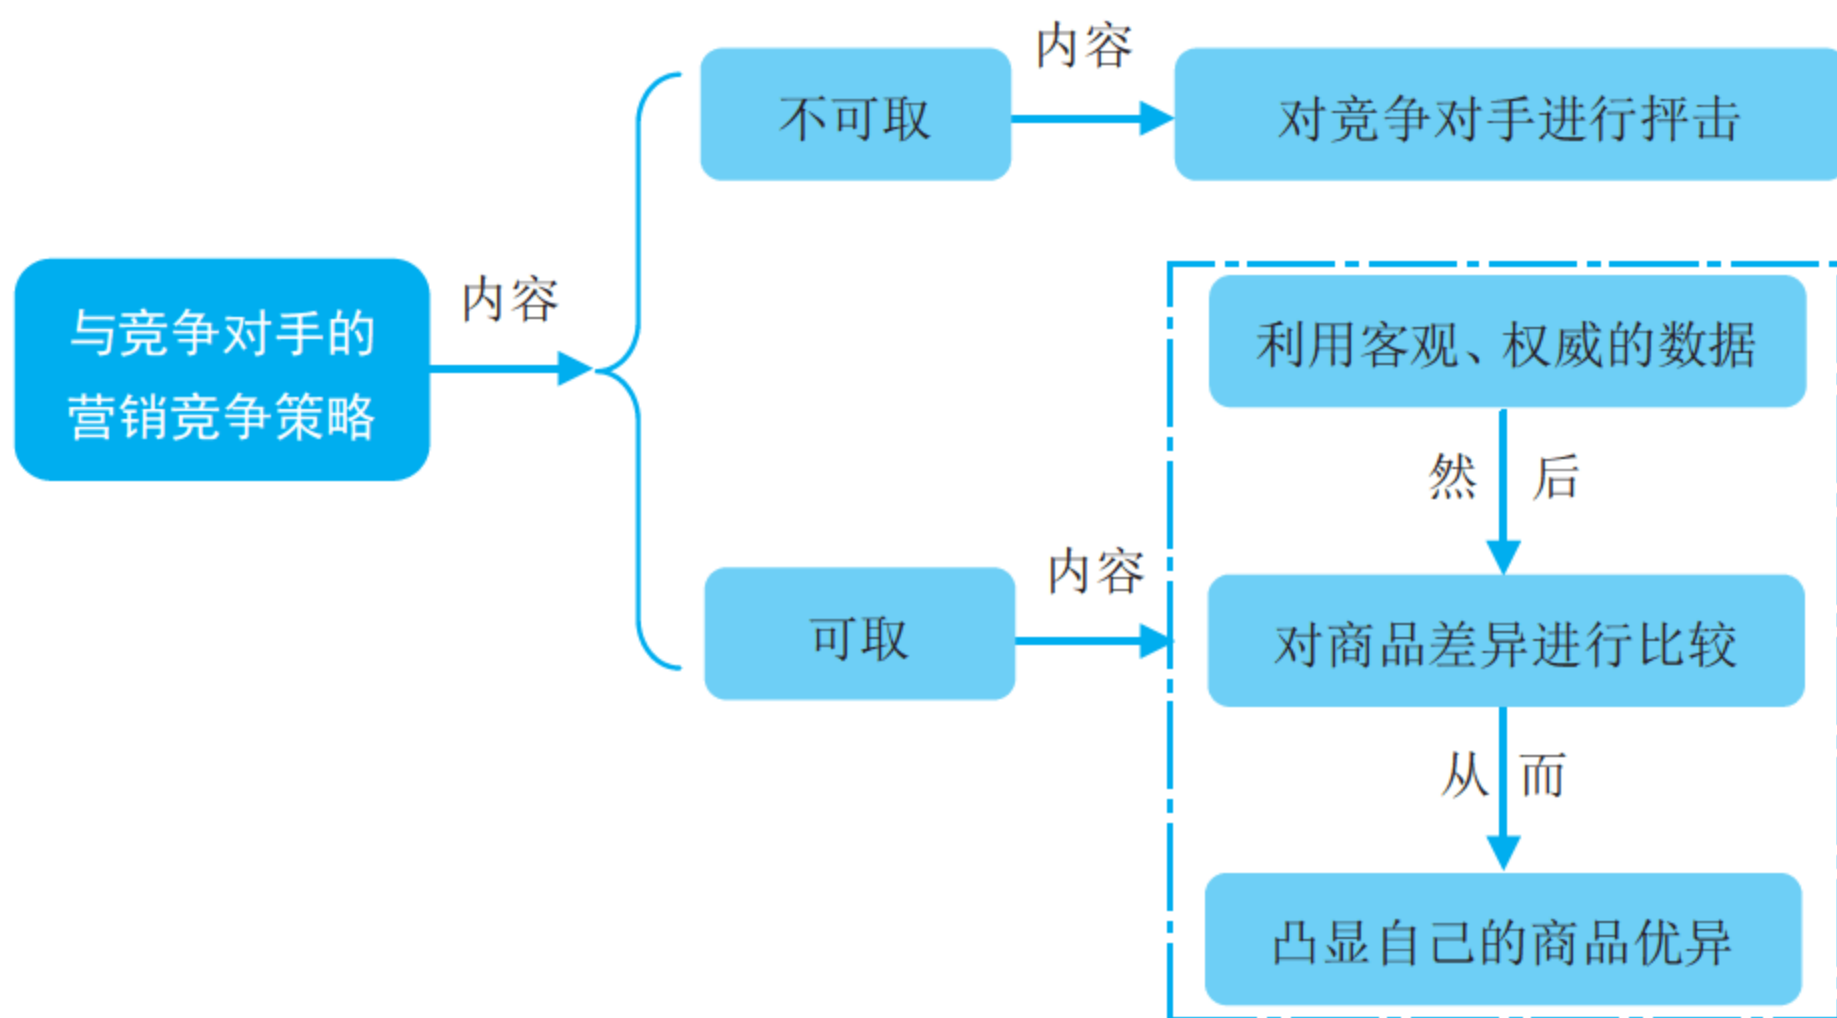 与竞争对手的
营销竞争策略
内容
不可取
内容
对竞争对手进行抨击
可取
内容
利用客观、权威的数据
然后
对商品差异进行比较
从而
凸显自己的商品优异